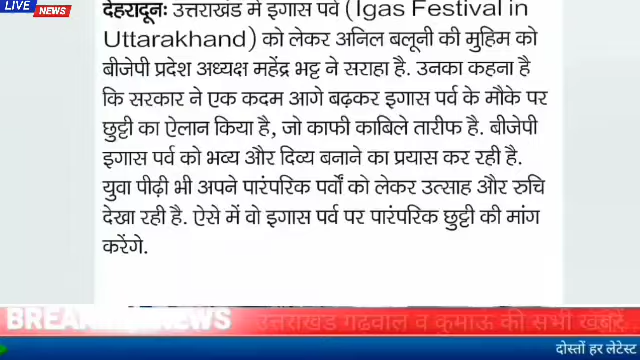 LIVE
NEWS
देहरादूनः उत्तराखंड में इगास पर्व (Igas Festival in
Uttarakhand) को लेकर अनिल बलूनी की मुहिम को
बीजेपी प्रदेश अध्यक्ष महेंद्र भट्ट ने सराहा है. उनका कहना है
कि सरकार ने एक कदम आगे बढ़कर इगास पर्व के मौके पर
छुट्टी का ऐलान किया है, जो काफी काबिले तारीफ है. बीजेपी
इगास पर्व को भव्य और दिव्य बनाने का प्रयास कर रही है.
युवा पीढ़ी भी अपने पारंपरिक पर्वों को लेकर उत्साह और रुचि
देखा रही है. ऐसे में वो इगास पर्व पर पारंपरिक छुट्टी की मांग
करेंगे.
NEWS उत्तराखंड गढवाल व कुमाऊ की सभी खबरें
दोस्तों हर लेटेस्ट